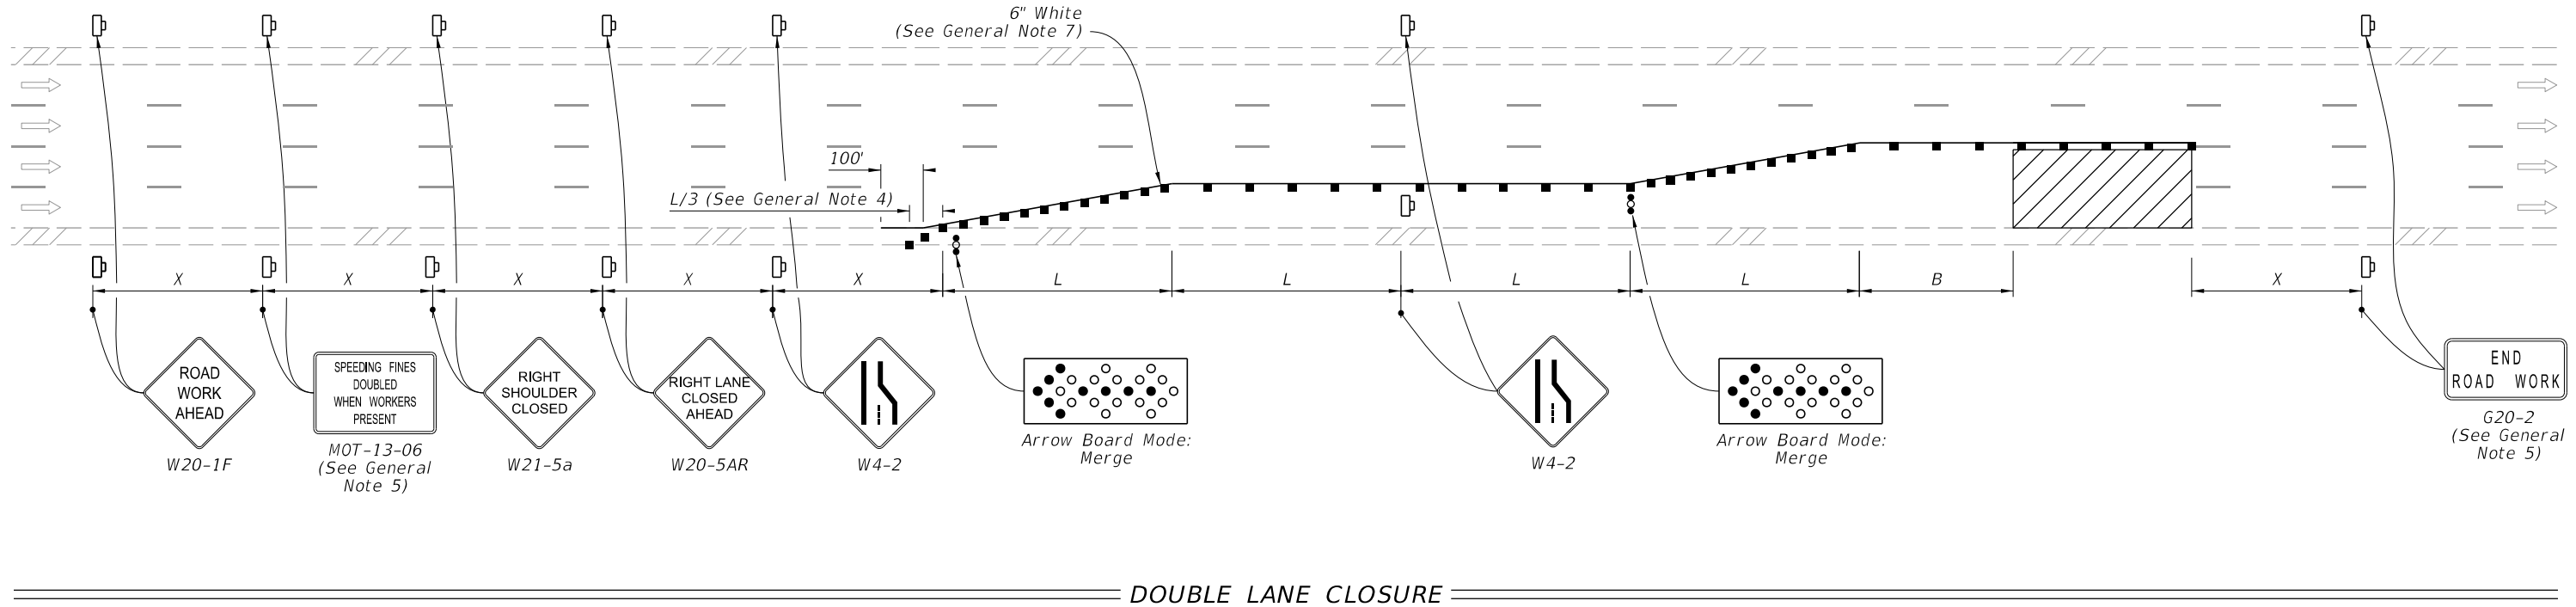 6" White
(See General Note 7)
100'
L/3 (See General Note 4)
X
X
X
X
X
L
L
L
L
B
X
ROAD
WORK
AHEAD
W20-1F
SPEEDING FINES
DOUBLED
WHEN WORKERS
PRESENT
MOT-13-06
(See General
Note 5)
RIGHT
SHOULDER
CLOSED
W21-5a
RIGHT LANE
CLOSED
AHEAD
W20-5AR
W4-2
Arrow Board Mode:
Merge
W4-2
Arrow Board Mode:
Merge
END
ROAD WORK
G20-2
(See General
Note 5)
DOUBLE LANE CLOSURE